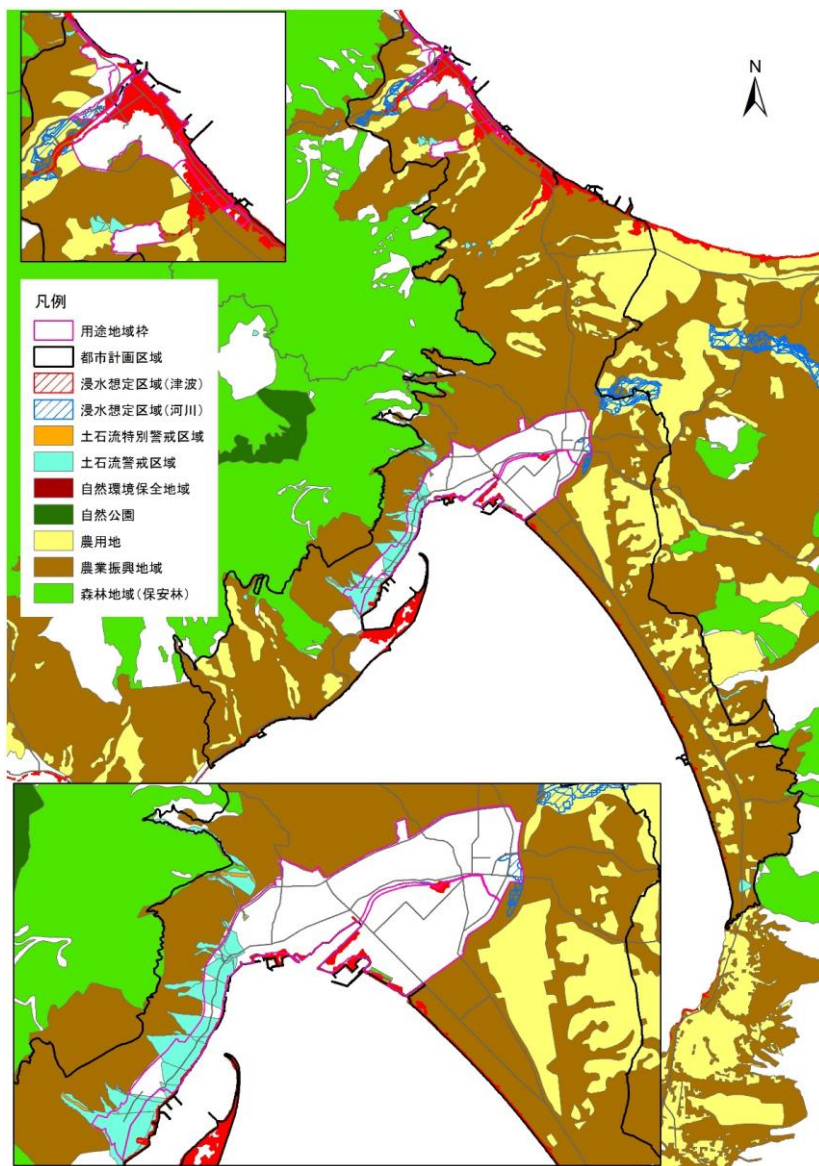 N
凡例
用途地域枠
都市計画区域
浸水想定区域(津波)
浸水想定区域(河川)
土石流特別警戒区域
土石流警戒区域
自然環境保全地域
自然公園
農用地
農業振興地域
森林地域(保安林)